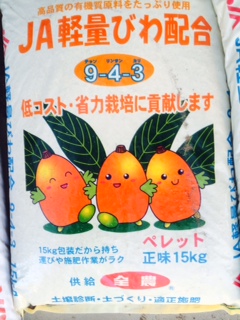 高品質の有機質原料をたっぷり使用
JA軽量びわ配合
チッソ リンサン カリ
9-4-3
低コスト・省力栽培に貢献します
15kg包装だから持ち
運びや施肥作業がラク
ペレット
正味15kg
供給 全農
土壌診断・土づくり・適正施肥